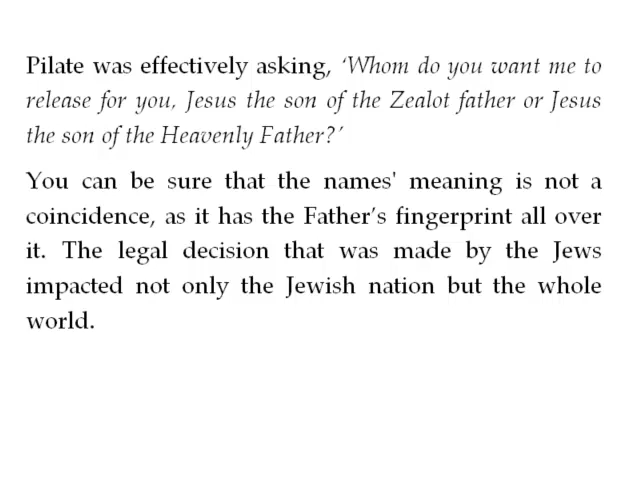 Pilate was effectively asking, ‘Whom do you want me to
release for you, Jesus the son of the Zealot father or Jesus
the son of the Heavenly Father?’
You can be sure that the names' meaning is not a
coincidence, as it has the Father’s fingerprint all over
it. The legal decision that was made by the Jews
impacted not only the Jewish nation but the whole
world.